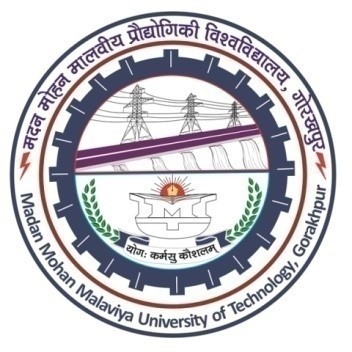 मदन मोहन मालवीय प्रौद्योगिकी विश्वविद्यालय, गोरखपुर
योगः कर्मसु कौशलम्
Madan Mohan Malaviya University of Technology, Gorakhpur